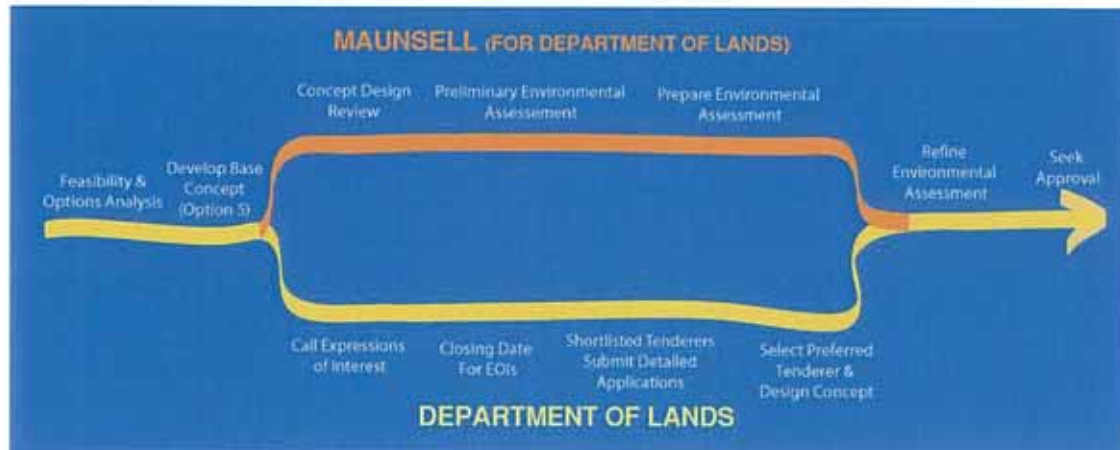 MAUNSELL (FOR DEPARTMENT OF LANDS)
Concept Design
Review
Preliminary Environmental
Assessement
Prepare Environmental
Assessment
Feasibility &
Options Analysis
Develop Base
Concept
(Option 5)
Refine
Environmental
Assessment
Seek
Approval
Call Expressions
of Interest
Closing Date
For EOIs
Shortlisted Tenderers
Submit Detailed
Applications
Select Preferred
Tenderer &
Design Concept
DEPARTMENT OF LANDS